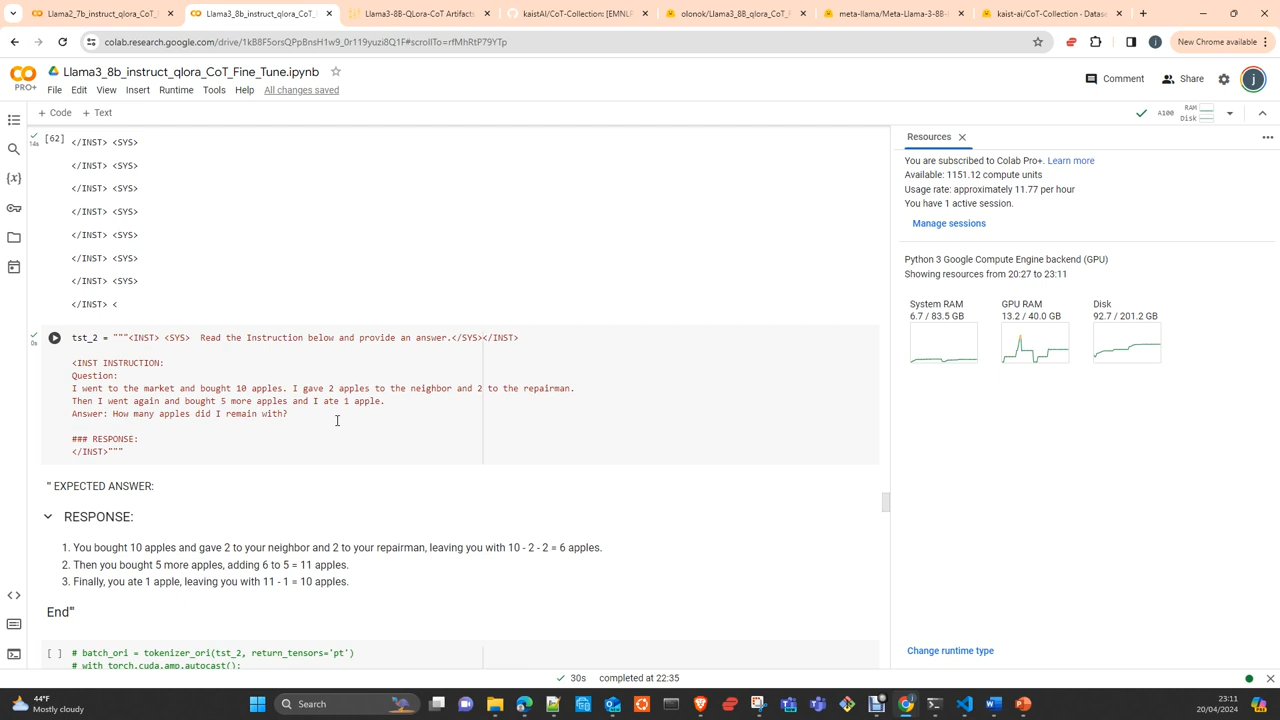 Llama2_7b_instruct_qlora_CoT_F
Llama3_8b_instruct_qlora_CoT_F
Llama3-8B-QLora-CoT Artifacts
kaistAI/CoT-Collection: [EMNLP
olonok/Llama3_8B_qlora_CoT_F
meta-llama/Meta-Llama-3-8B-I
kaist-ai/CoT-Collection · Datase
colab.research.google.com/drive/1kB8F5orsQPpBnsH1w9_0r119yuzi8Q1F#scrollTo=rfMhRtP79YTp
New Chrome available
Llama3_8b_instruct_qlora_CoT_Fine_Tune.ipynb
PRO+
File Edit View Insert Runtime Tools Help All changes saved
Comment Share j
+ Code + Text
A100 RAM Disk
[62] 14s
</INST> <SYS>
</INST> <SYS>
</INST> <SYS>
</INST> <SYS>
</INST> <SYS>
</INST> <SYS>
</INST> <SYS>
</INST> <
0s
tst_2 = """<INST> <SYS>  Read the Instruction below and provide an answer.</SYS></INST>
<INST INSTRUCTION:
Question:
I went to the market and bought 10 apples. I gave 2 apples to the neighbor and 2 to the repairman.
Then I went again and bought 5 more apples and I ate 1 apple.
Answer: How many apples did I remain with?
### RESPONSE:
</INST>"""
" EXPECTED ANSWER:
RESPONSE:
1. You bought 10 apples and gave 2 to your neighbor and 2 to your repairman, leaving you with 10 - 2 - 2 = 6 apples.
2. Then you bought 5 more apples, adding 6 to 5 = 11 apples.
3. Finally, you ate 1 apple, leaving you with 11 - 1 = 10 apples.
End"
[ ] # batch_ori = tokenizer_ori(tst_2, return_tensors='pt')
# with torch.cuda.amp.autocast():
Resources
You are subscribed to Colab Pro+. Learn more
Available: 1151.12 compute units
Usage rate: approximately 11.77 per hour
You have 1 active session.
Manage sessions
Python 3 Google Compute Engine backend (GPU)
Showing resources from 20:27 to 23:11
System RAM
6.7 / 83.5 GB
GPU RAM
13.2 / 40.0 GB
Disk
92.7 / 201.2 GB
Change runtime type
30s completed at 22:35
44°F
Mostly cloudy
Search
23:11
20/04/2024